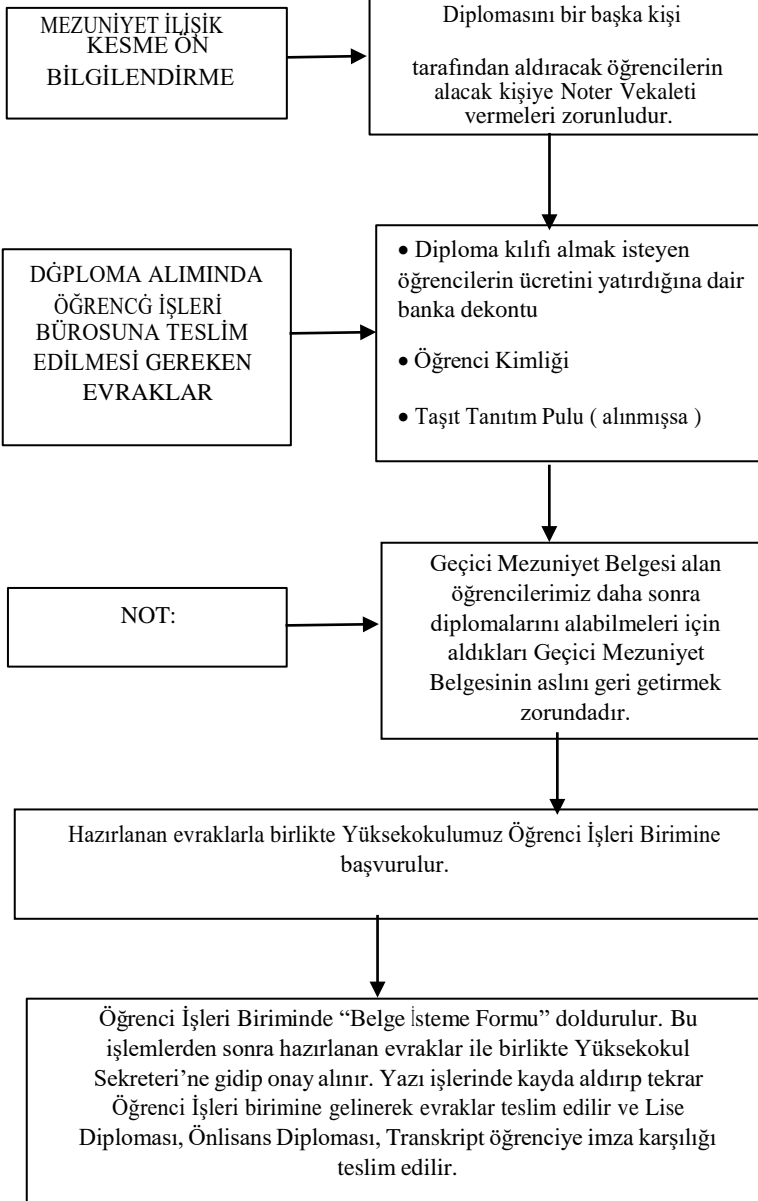 MEZUNİYET İLİŞİK
KESME ÖN
BİLGİLENDİRME
Diplomasını bir başka kişi
tarafından aldıracak öğrencilerin
alacak kişiye Noter Vekaleti
vermeleri zorunludur.
DĠPLOMA ALIMINDA
ÖĞRENCĠ İŞLERİ
BÜROSUNA TESLİM
EDİLMESİ GEREKEN
EVRAKLAR
• Diploma kılıfı almak isteyen
öğrencilerin ücretini yatırdığına dair
banka dekontu
• Öğrenci Kimliği
• Taşıt Tanıtım Pulu ( alınmışsa )
NOT:
Geçici Mezuniyet Belgesi alan
öğrencilerimiz daha sonra
diplomalarını alabilmeleri için
aldıkları Geçici Mezuniyet
Belgesinin aslını geri getirmek
zorundadır.
Hazırlanan evraklarla birlikte Yüksekokulumuz Öğrenci İşleri Birimine
başvurulur.
Öğrenci İşleri Biriminde “Belge İsteme Formu” doldurulur. Bu
işlemlerden sonra hazırlanan evraklar ile birlikte Yüksekokul
Sekreteri’ne gidip onay alınır. Yazı işlerinde kayda aldırıp tekrar
Öğrenci İşleri birimine gelinerek evraklar teslim edilir ve Lise
Diploması, Önlisans Diploması, Transkript öğrenciye imza karşılığı
teslim edilir.